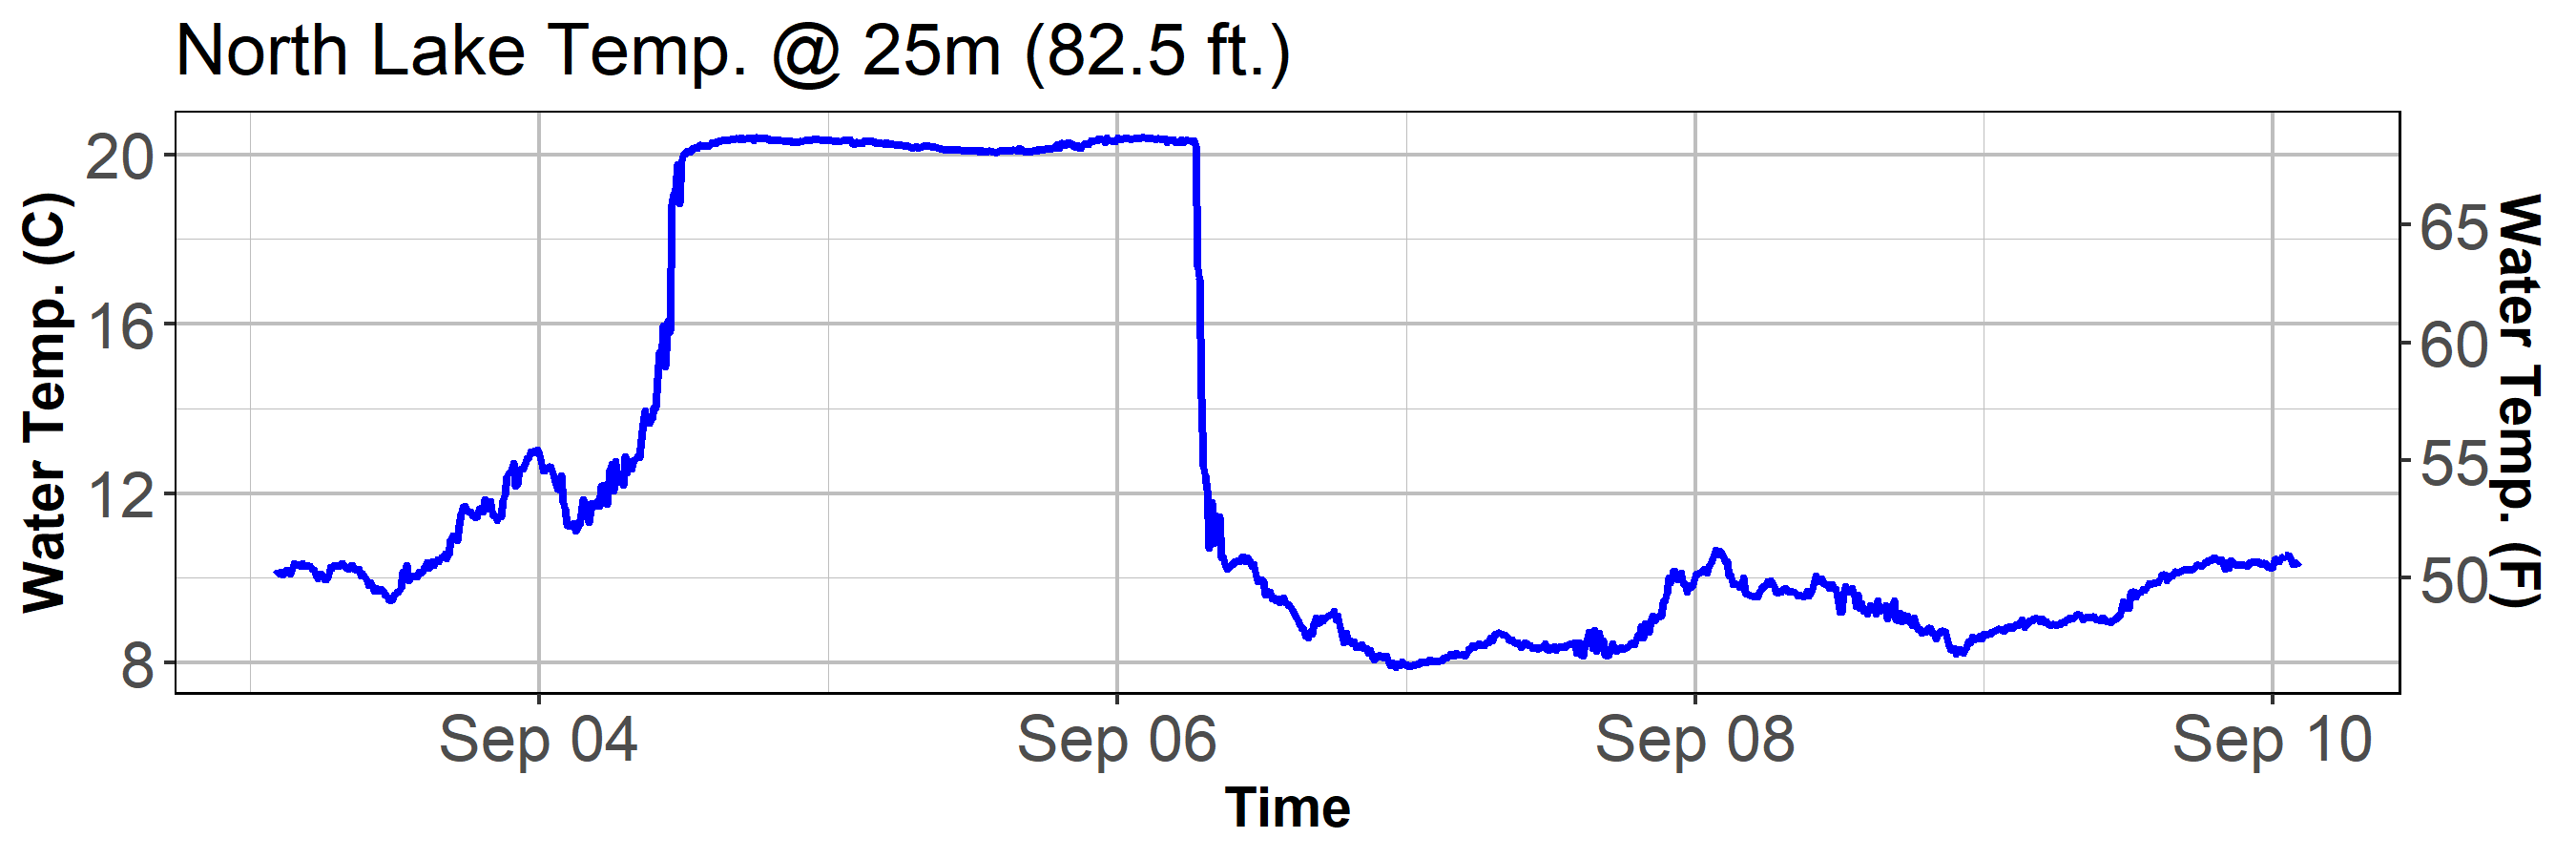 North Lake Temp. @ 25m (82.5 ft.)
Water Temp. (C)
20
16
12
8
65
60
55
50
Water Temp. (F)
Sep 04 Sep 06 Sep 08 Sep 10
Time